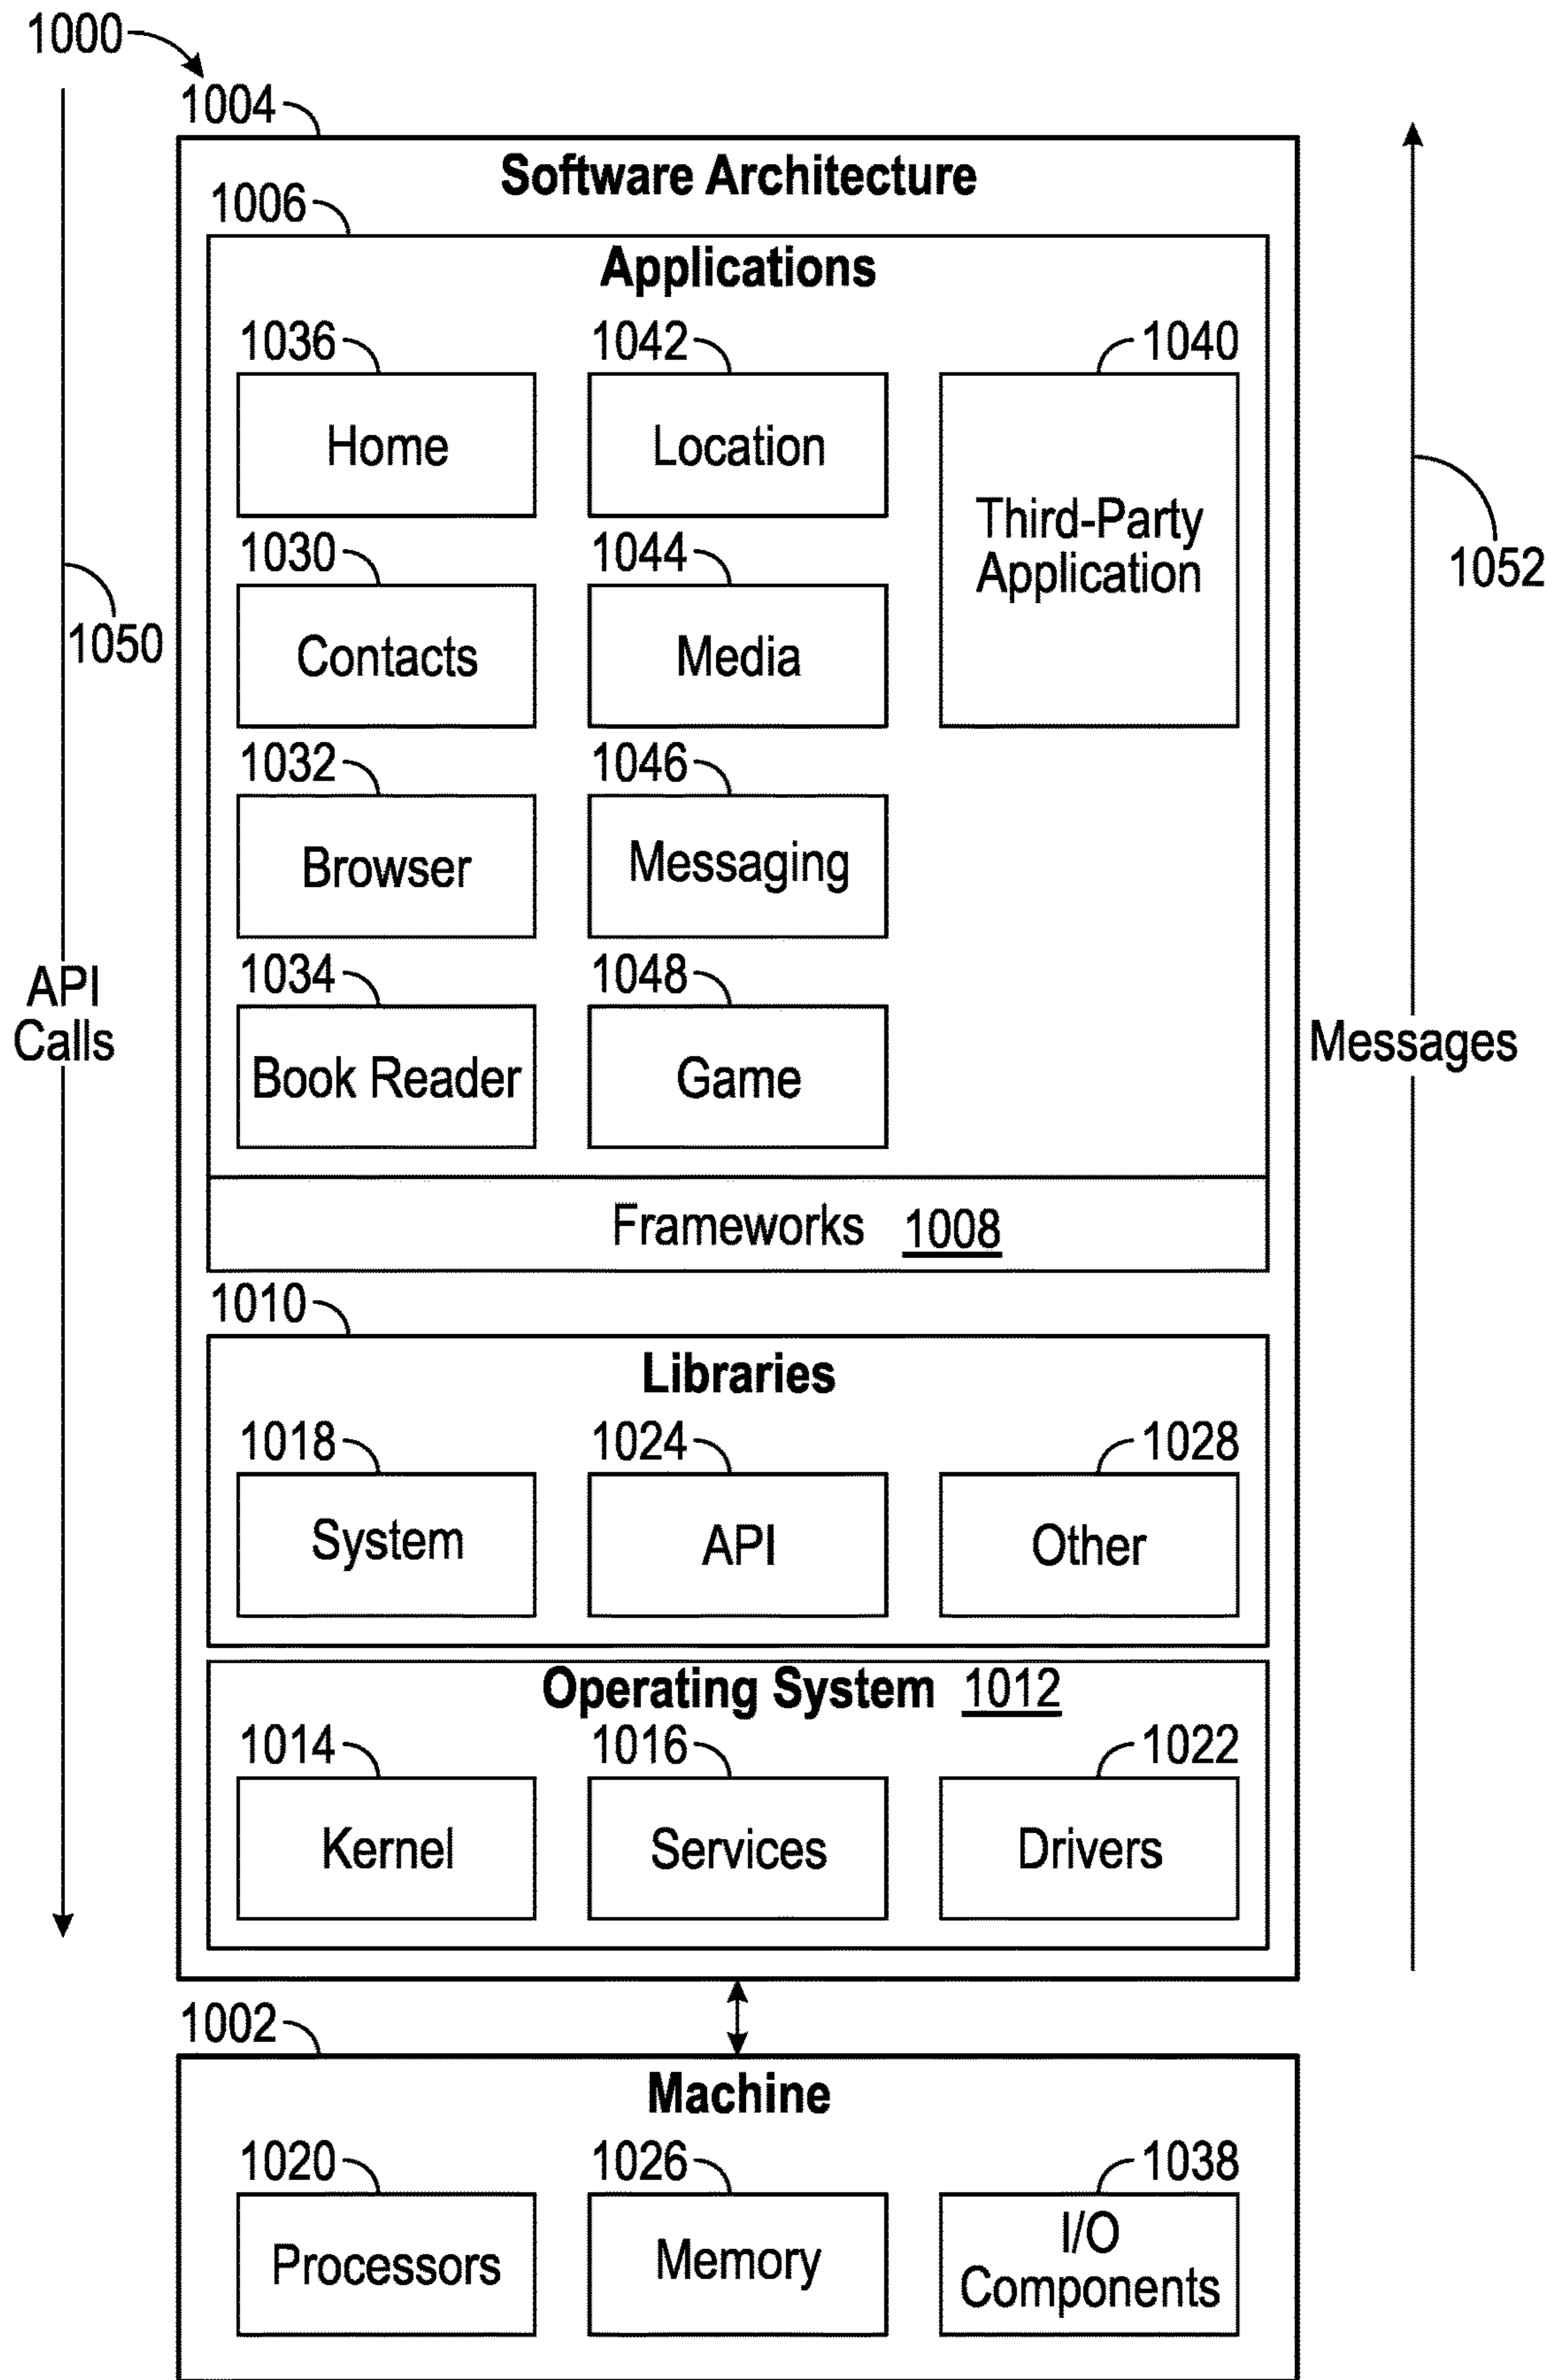 1000
1004
Software Architecture
1006
Applications
1036
1042
1040
Home
Location
Third-Party
Application
1030
1044
1052
1050
Contacts
Media
1032
1046
Browser
Messaging
1034
1048
API
Calls
Messages
Book Reader
Game
Frameworks 1008
1010
Libraries
1018
1024
1028
System
API
Other
Operating System 1012
1014
1016
1022
Kernel
Services
Drivers
1002
Machine
1020
1026
1038
Processors
Memory
I/O
Components